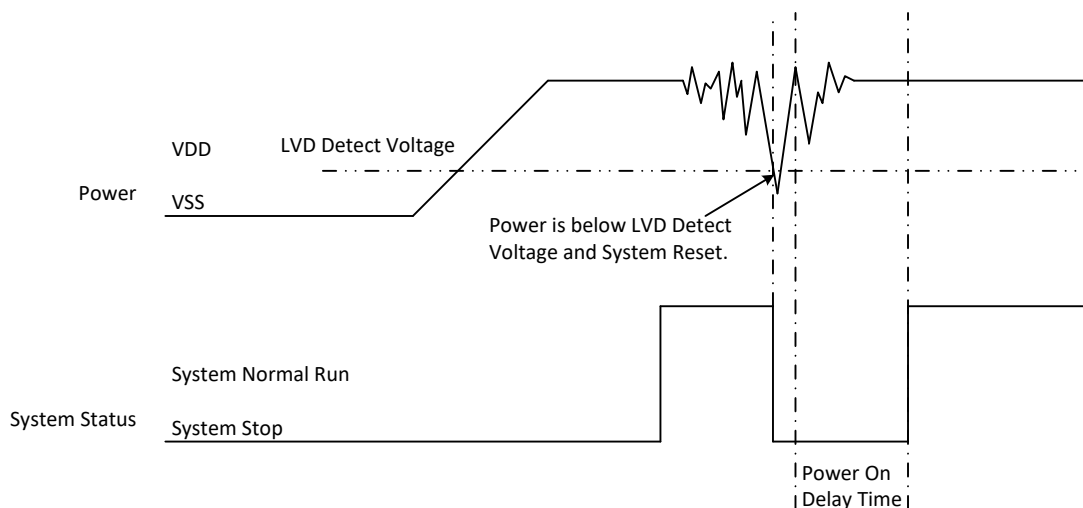 VDD
LVD Detect Voltage
Power
VSS
Power is below LVD Detect
Voltage and System Reset.
System Normal Run
System Status
System Stop
Power On
Delay Time